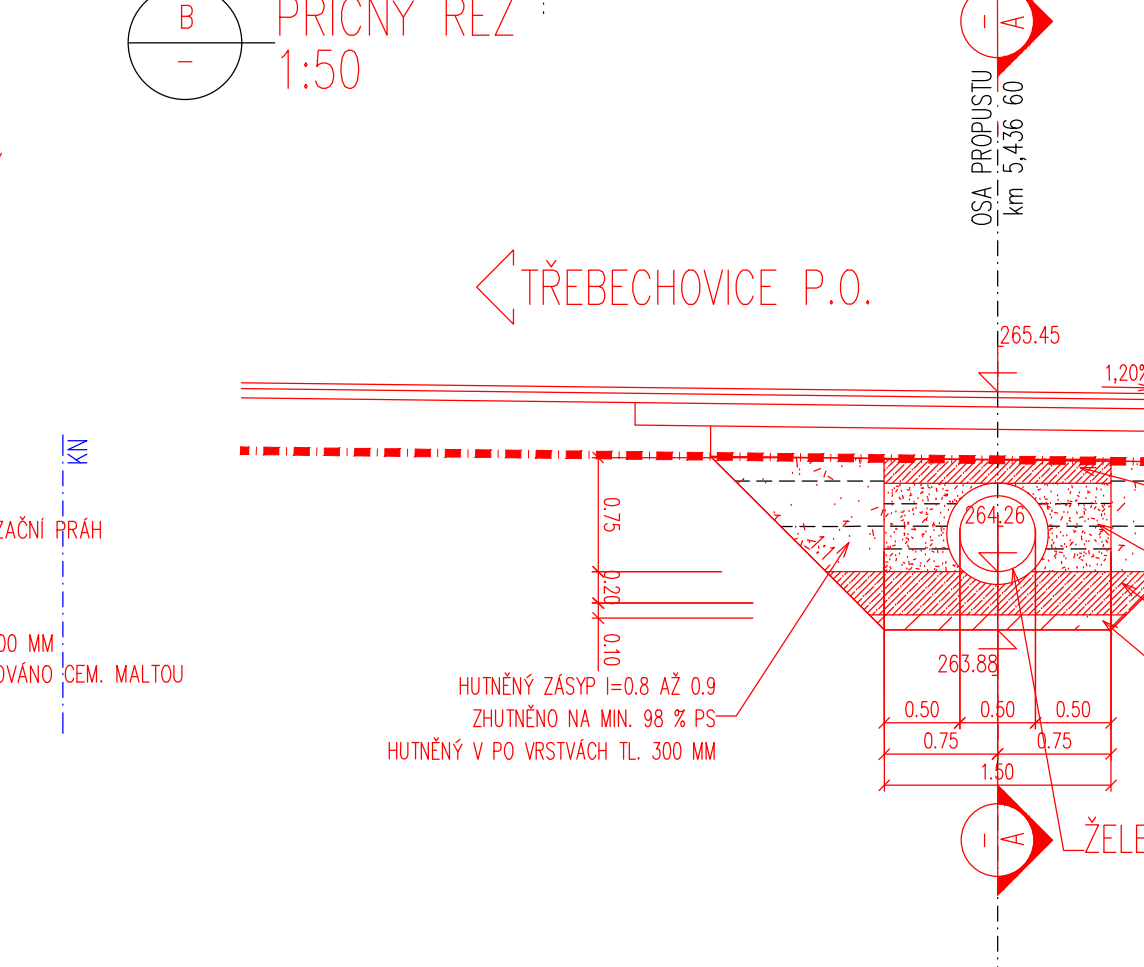 B
–
PŘÍČNÝ ŘEZ
1:50
– A
OSA PROPUSTU
km 5,436 60
TŘEBECHOVICE P.O.
265.45
1,20%
KN
ZAČNÍ PRÁH
00 MM
OVÁNO CEM. MALTOU
0.75
0.20
0.10
264.26
263.88
HUTNĚNÝ ZÁSYP I=0.8 AŽ 0.9
ZHUTNĚNO NA MIN. 98 % PS
HUTNĚNÝ V PO VRSTVÁCH TL. 300 MM
0.50 0.50 0.50
0.75 0.75
1.50
– A
ŽELE